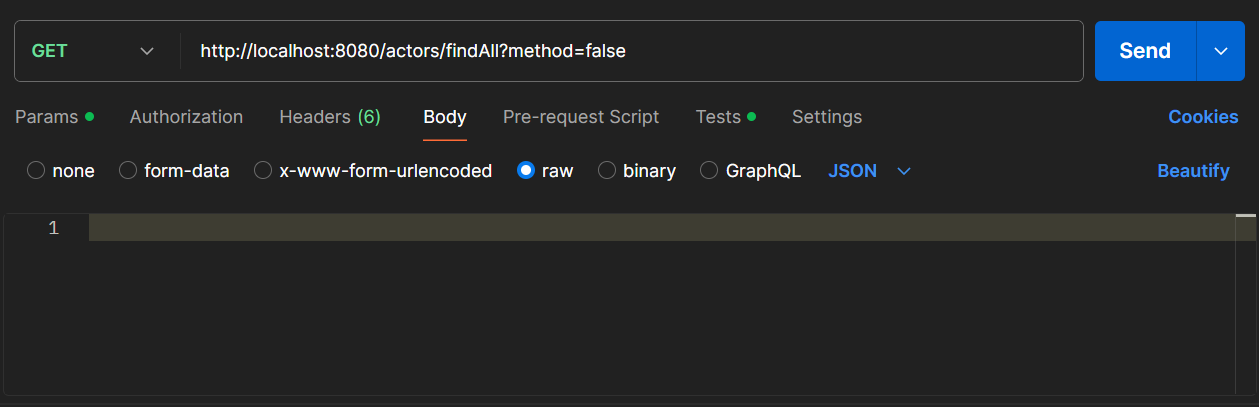 GET http://localhost:8080/actors/findAll?method=false Send
Params Authorization Headers (6) Body Pre-request Script Tests Settings Cookies
none form-data x-www-form-urlencoded raw binary GraphQL JSON Beautify
1